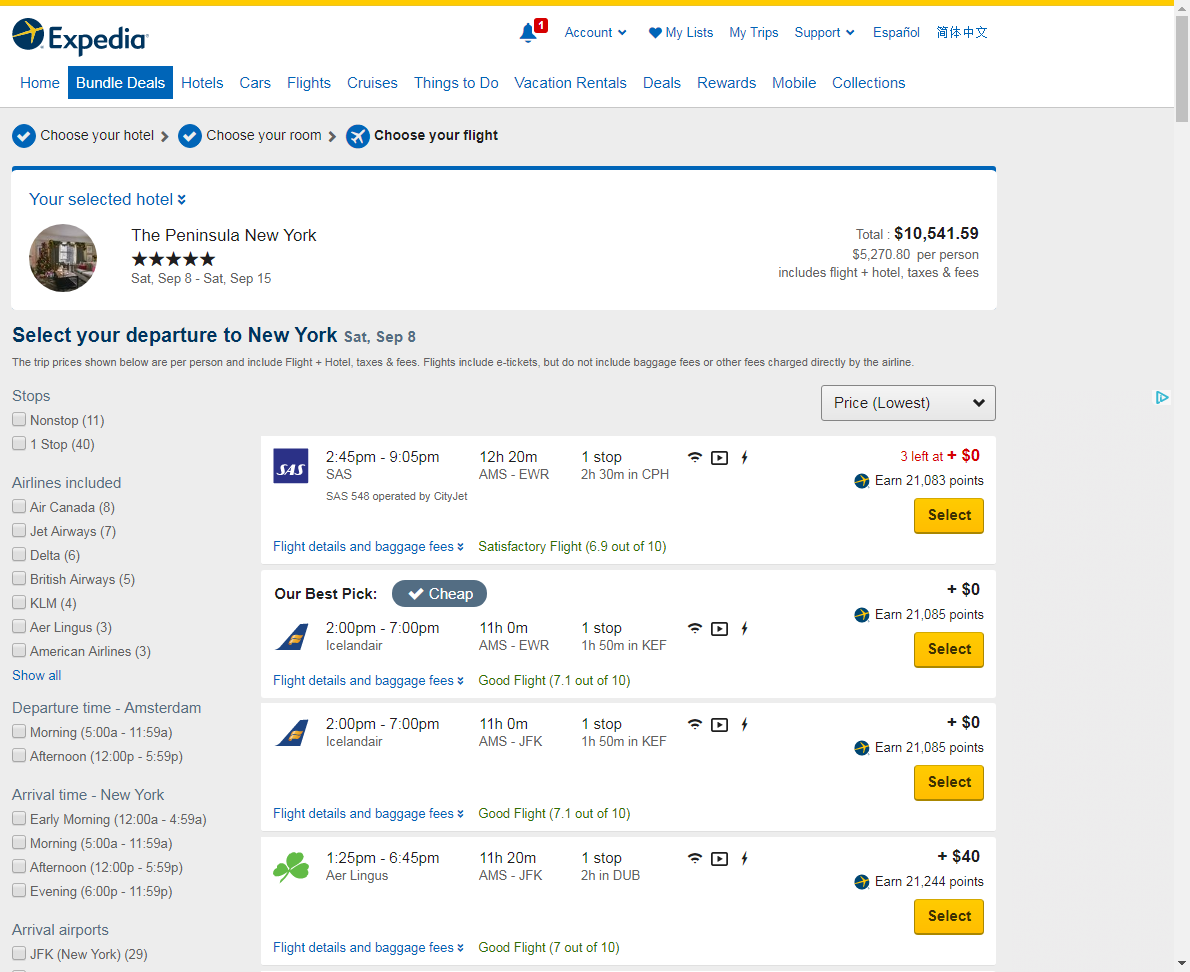 Expedia
1
Account
My Lists
My Trips
Support
Español
简体中文
Home
Bundle Deals
Hotels
Cars
Flights
Cruises
Things to Do
Vacation Rentals
Deals
Rewards
Mobile
Collections
Choose your hotel
Choose your room
Choose your flight
Your selected hotel
The Peninsula New York
Sat, Sep 8 - Sat, Sep 15
Total : $10,541.59
$5,270.80 per person
includes flight + hotel, taxes & fees
Select your departure to New York Sat, Sep 8
The trip prices shown below are per person and include Flight + Hotel, taxes & fees. Flights include e-tickets, but do not include baggage fees or other fees charged directly by the airline.
Stops
Nonstop (11)
1 Stop (40)
Airlines included
Air Canada (8)
Jet Airways (7)
Delta (6)
British Airways (5)
KLM (4)
Aer Lingus (3)
American Airlines (3)
Show all
Departure time - Amsterdam
Morning (5:00a - 11:59a)
Afternoon (12:00p - 5:59p)
Arrival time - New York
Early Morning (12:00a - 4:59a)
Morning (5:00a - 11:59a)
Afternoon (12:00p - 5:59p)
Evening (6:00p - 11:59p)
Arrival airports
JFK (New York) (29)
Price (Lowest)
SAS
2:45pm - 9:05pm
12h 20m
1 stop
3 left at + $0
SAS
AMS - EWR
2h 30m in CPH
Earn 21,083 points
SAS 548 operated by CityJet
Select
Flight details and baggage fees
Satisfactory Flight (6.9 out of 10)
Our Best Pick:
Cheap
+ $0
Earn 21,085 points
2:00pm - 7:00pm
11h 0m
1 stop
Icelandair
AMS - EWR
1h 50m in KEF
Select
Flight details and baggage fees
Good Flight (7.1 out of 10)
2:00pm - 7:00pm
11h 0m
1 stop
+ $0
Icelandair
AMS - JFK
1h 50m in KEF
Earn 21,085 points
Select
Flight details and baggage fees
Good Flight (7.1 out of 10)
1:25pm - 6:45pm
11h 20m
1 stop
+ $40
Aer Lingus
AMS - JFK
2h in DUB
Earn 21,244 points
Select
Flight details and baggage fees
Good Flight (7 out of 10)